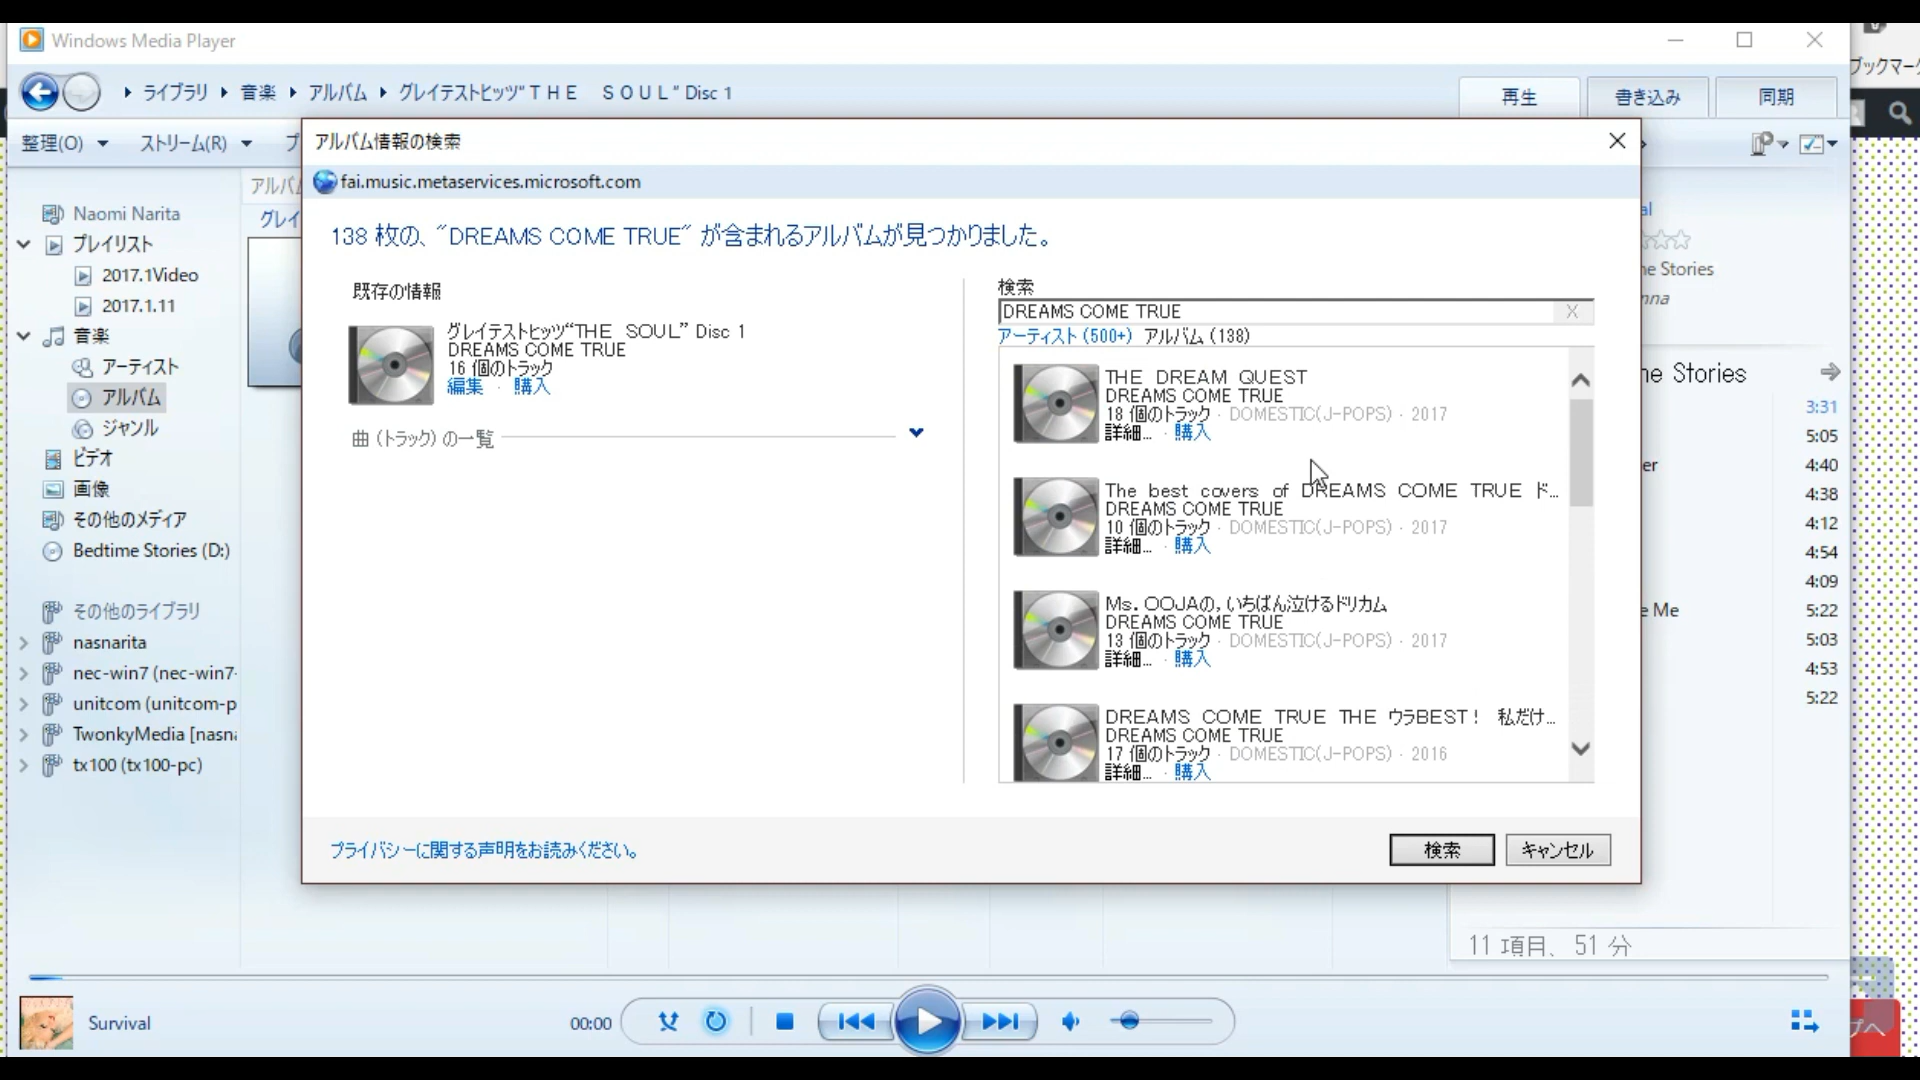 Windows Media Player
ブックマーク
ライブラリ 音楽 アルバム グレイテストヒッツ“THE SOUL” Disc 1
再生
書き込み
同期
整理(O) ストリーム(R)
アルバム情報の検索
fai.music.metaservices.microsoft.com
138 枚の、"DREAMS COME TRUE" が含まれるアルバムが見つかりました。
既存の情報
グレイテストヒッツ“THE SOUL” Disc 1
DREAMS COME TRUE
16 個のトラック
編集 · 購入
曲 (トラック) の一覧
検索
DREAMS COME TRUE
X
アーティスト (500+) アルバム (138)
THE DREAM QUEST
DREAMS COME TRUE
18 個のトラック · DOMESTIC(J-POPS) · 2017
詳細... · 購入
The best covers of DREAMS COME TRUE ド...
DREAMS COME TRUE
10 個のトラック · DOMESTIC(J-POPS) · 2017
詳細... · 購入
Ms.OOJAの,いちばん泣けるドリカム
DREAMS COME TRUE
13 個のトラック · DOMESTIC(J-POPS) · 2017
詳細... · 購入
DREAMS COME TRUE THE ウラBEST! 私だけ...
DREAMS COME TRUE
17 個のトラック · DOMESTIC(J-POPS) · 2016
詳細... · 購入
プライバシーに関する声明をお読みください。
検索
キャンセル
アルバ
グレイ
Naomi Narita
プレイリスト
2017.1Video
2017.1.11
音楽
アーティスト
アルバム
ジャンル
ビデオ
画像
その他のメディア
Bedtime Stories (D:)
その他のライブラリ
nasnarita
nec-win7 (nec-win7-
unitcom (unitcom-p
TwonkyMedia [nasna
tx100 (tx100-pc)
al
ne Stories
nna
ne Stories
3:31
5:05
er 4:40
4:38
4:12
4:54
4:09
e Me 5:22
5:03
4:53
5:22
11 項目、 51 分
Survival
00:00
プへ